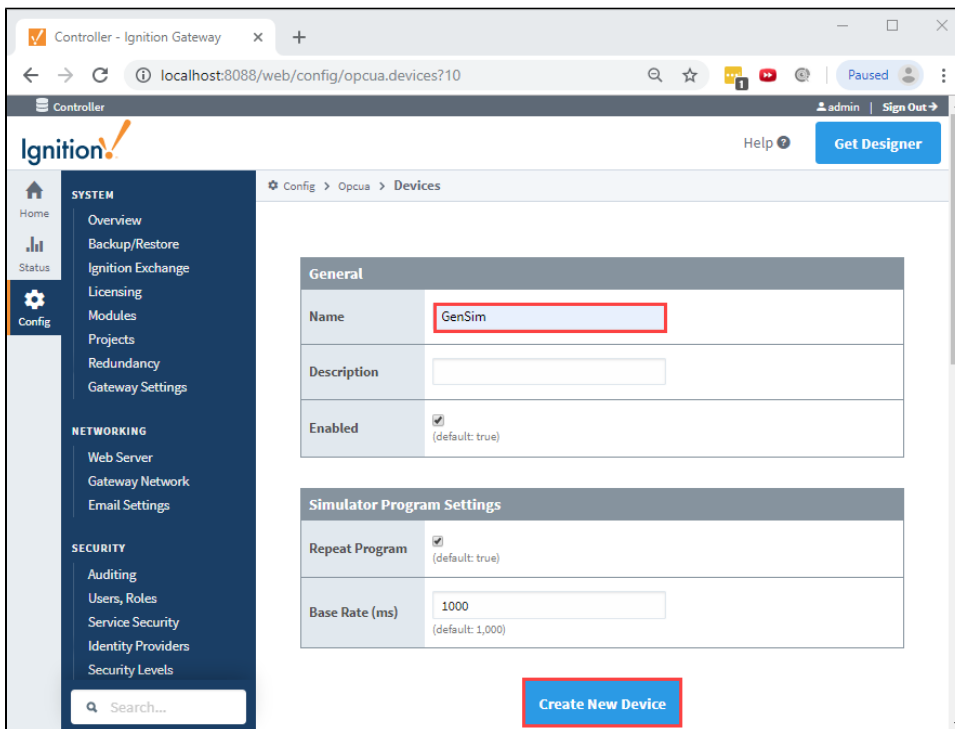 Controller - Ignition Gateway
localhost:8088/web/config/opcua.devices?10
1
Paused
Controller
admin | Sign Out
Ignition!
Help
Get Designer
Home
Status
Config
SYSTEM
Overview
Backup/Restore
Ignition Exchange
Licensing
Modules
Projects
Redundancy
Gateway Settings
NETWORKING
Web Server
Gateway Network
Email Settings
SECURITY
Auditing
Users, Roles
Service Security
Identity Providers
Security Levels
Search...
Config > Opcua > Devices
General
Name
GenSim
Description
Enabled
(default: true)
Simulator Program Settings
Repeat Program
(default: true)
Base Rate (ms)
1000
(default: 1,000)
Create New Device